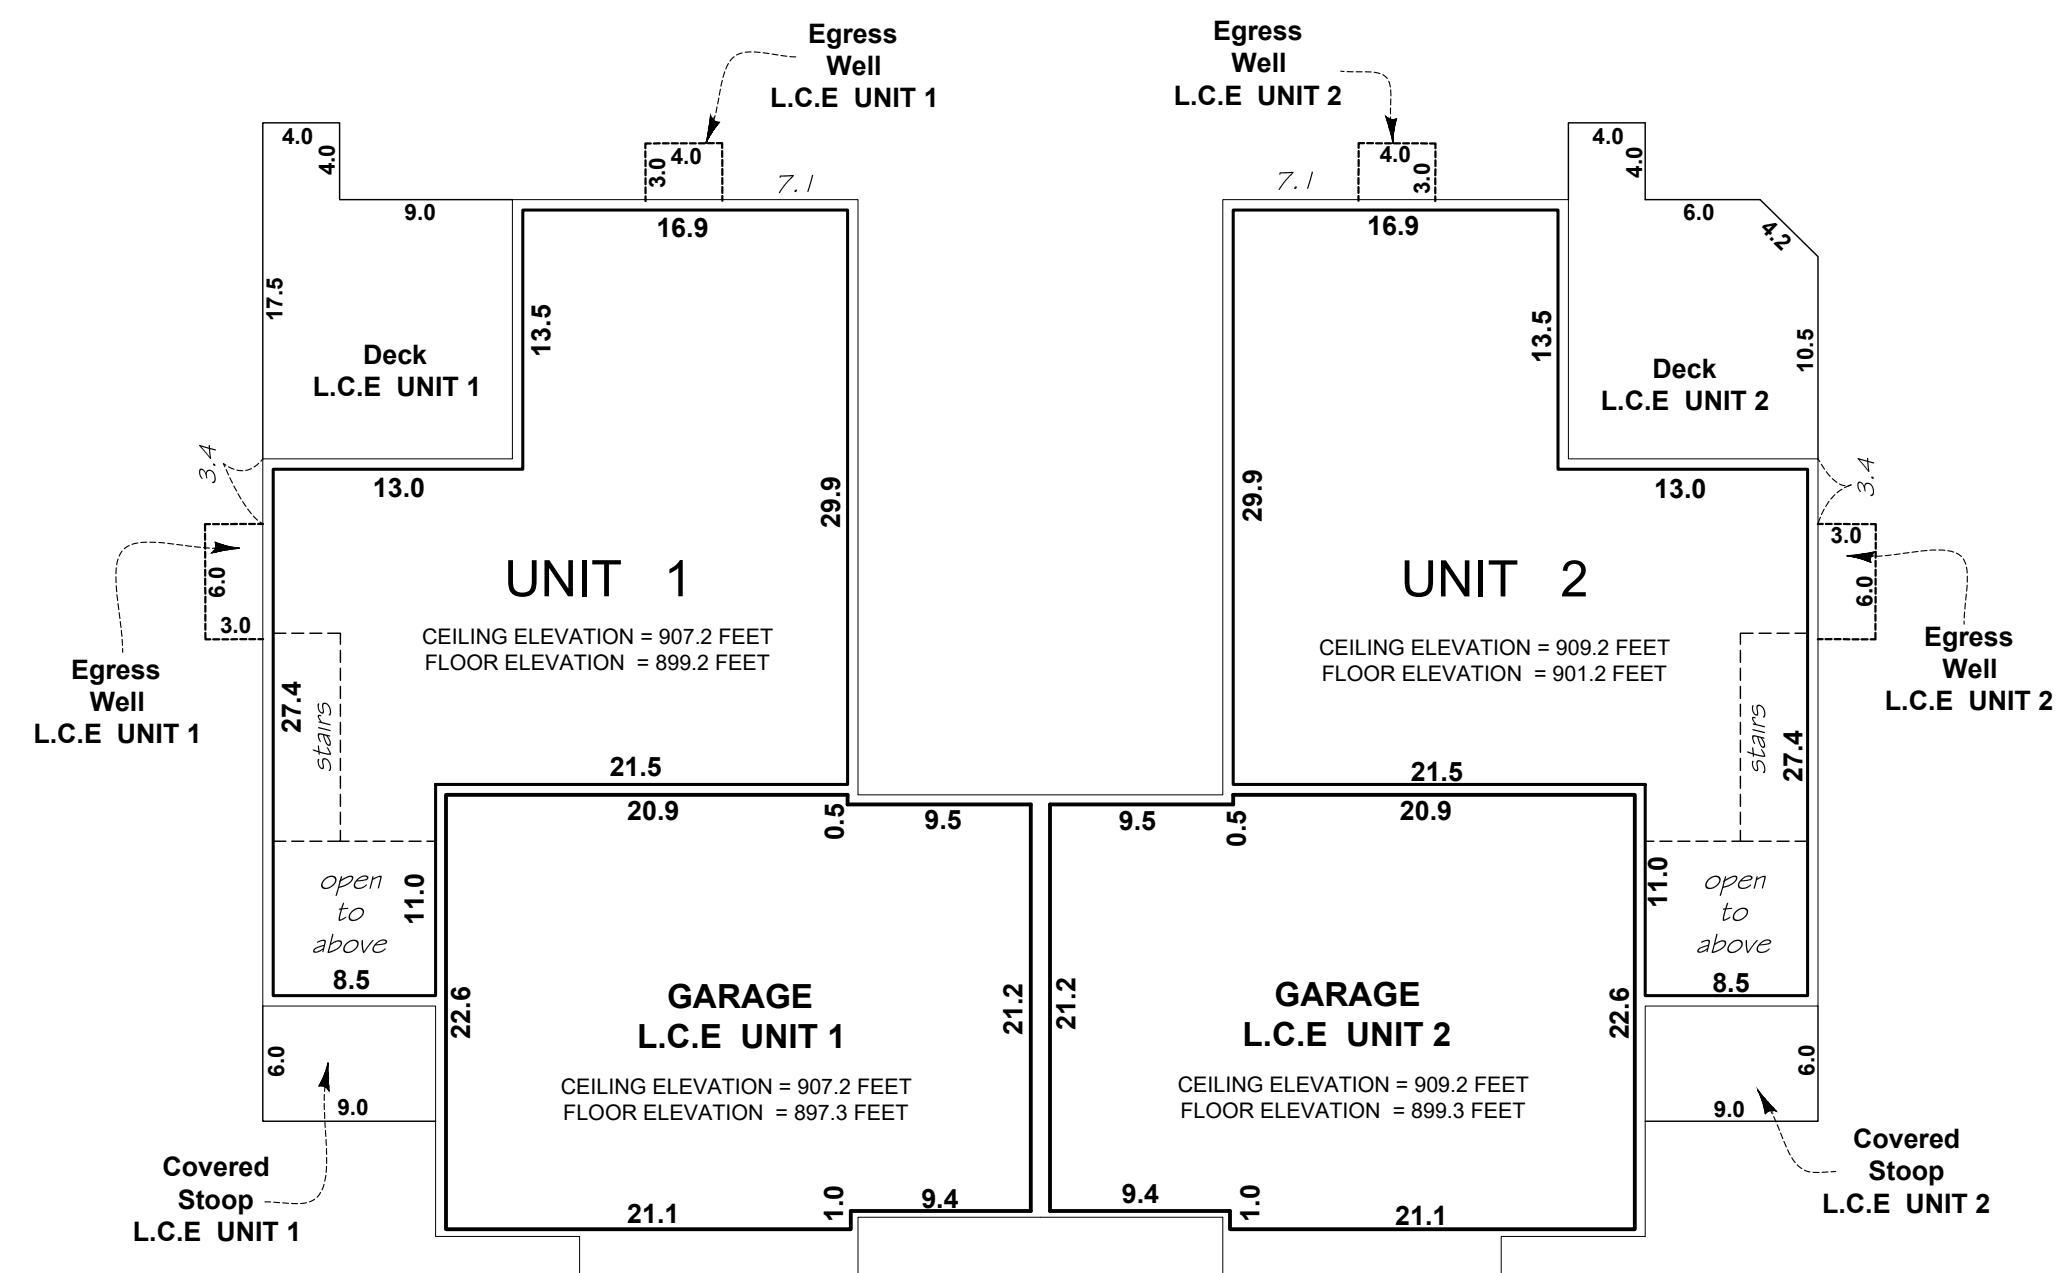 Egress
Well
L.C.E UNIT 1
Egress
Well
L.C.E UNIT 2
4.0
4.0
9.0
17.5
Deck
L.C.E UNIT 1
3.0
4.0
7.1
16.9
13.5
7.1
4.0
3.0
16.9
13.5
4.0
4.0
6.0
4.2
10.5
Deck
L.C.E UNIT 2
3.4
13.0
29.9
29.9
13.0
3.4
6.0
3.0
Egress
Well
L.C.E UNIT 1
UNIT 1
CEILING ELEVATION = 907.2 FEET
FLOOR ELEVATION = 899.2 FEET
27.4
stairs
21.5
UNIT 2
CEILING ELEVATION = 909.2 FEET
FLOOR ELEVATION = 901.2 FEET
21.5
stairs
27.4
3.0
6.0
Egress
Well
L.C.E UNIT 2
20.9
0.5
9.5
9.5
0.5
20.9
open
to
above
11.0
8.5
11.0
open
to
above
8.5
22.6
GARAGE
L.C.E UNIT 1
CEILING ELEVATION = 907.2 FEET
FLOOR ELEVATION = 897.3 FEET
21.2
21.2
GARAGE
L.C.E UNIT 2
CEILING ELEVATION = 909.2 FEET
FLOOR ELEVATION = 899.3 FEET
22.6
6.0
9.0
Covered
Stoop
L.C.E UNIT 1
21.1
1.0
9.4
9.4
1.0
21.1
6.0
9.0
Covered
Stoop
L.C.E UNIT 2